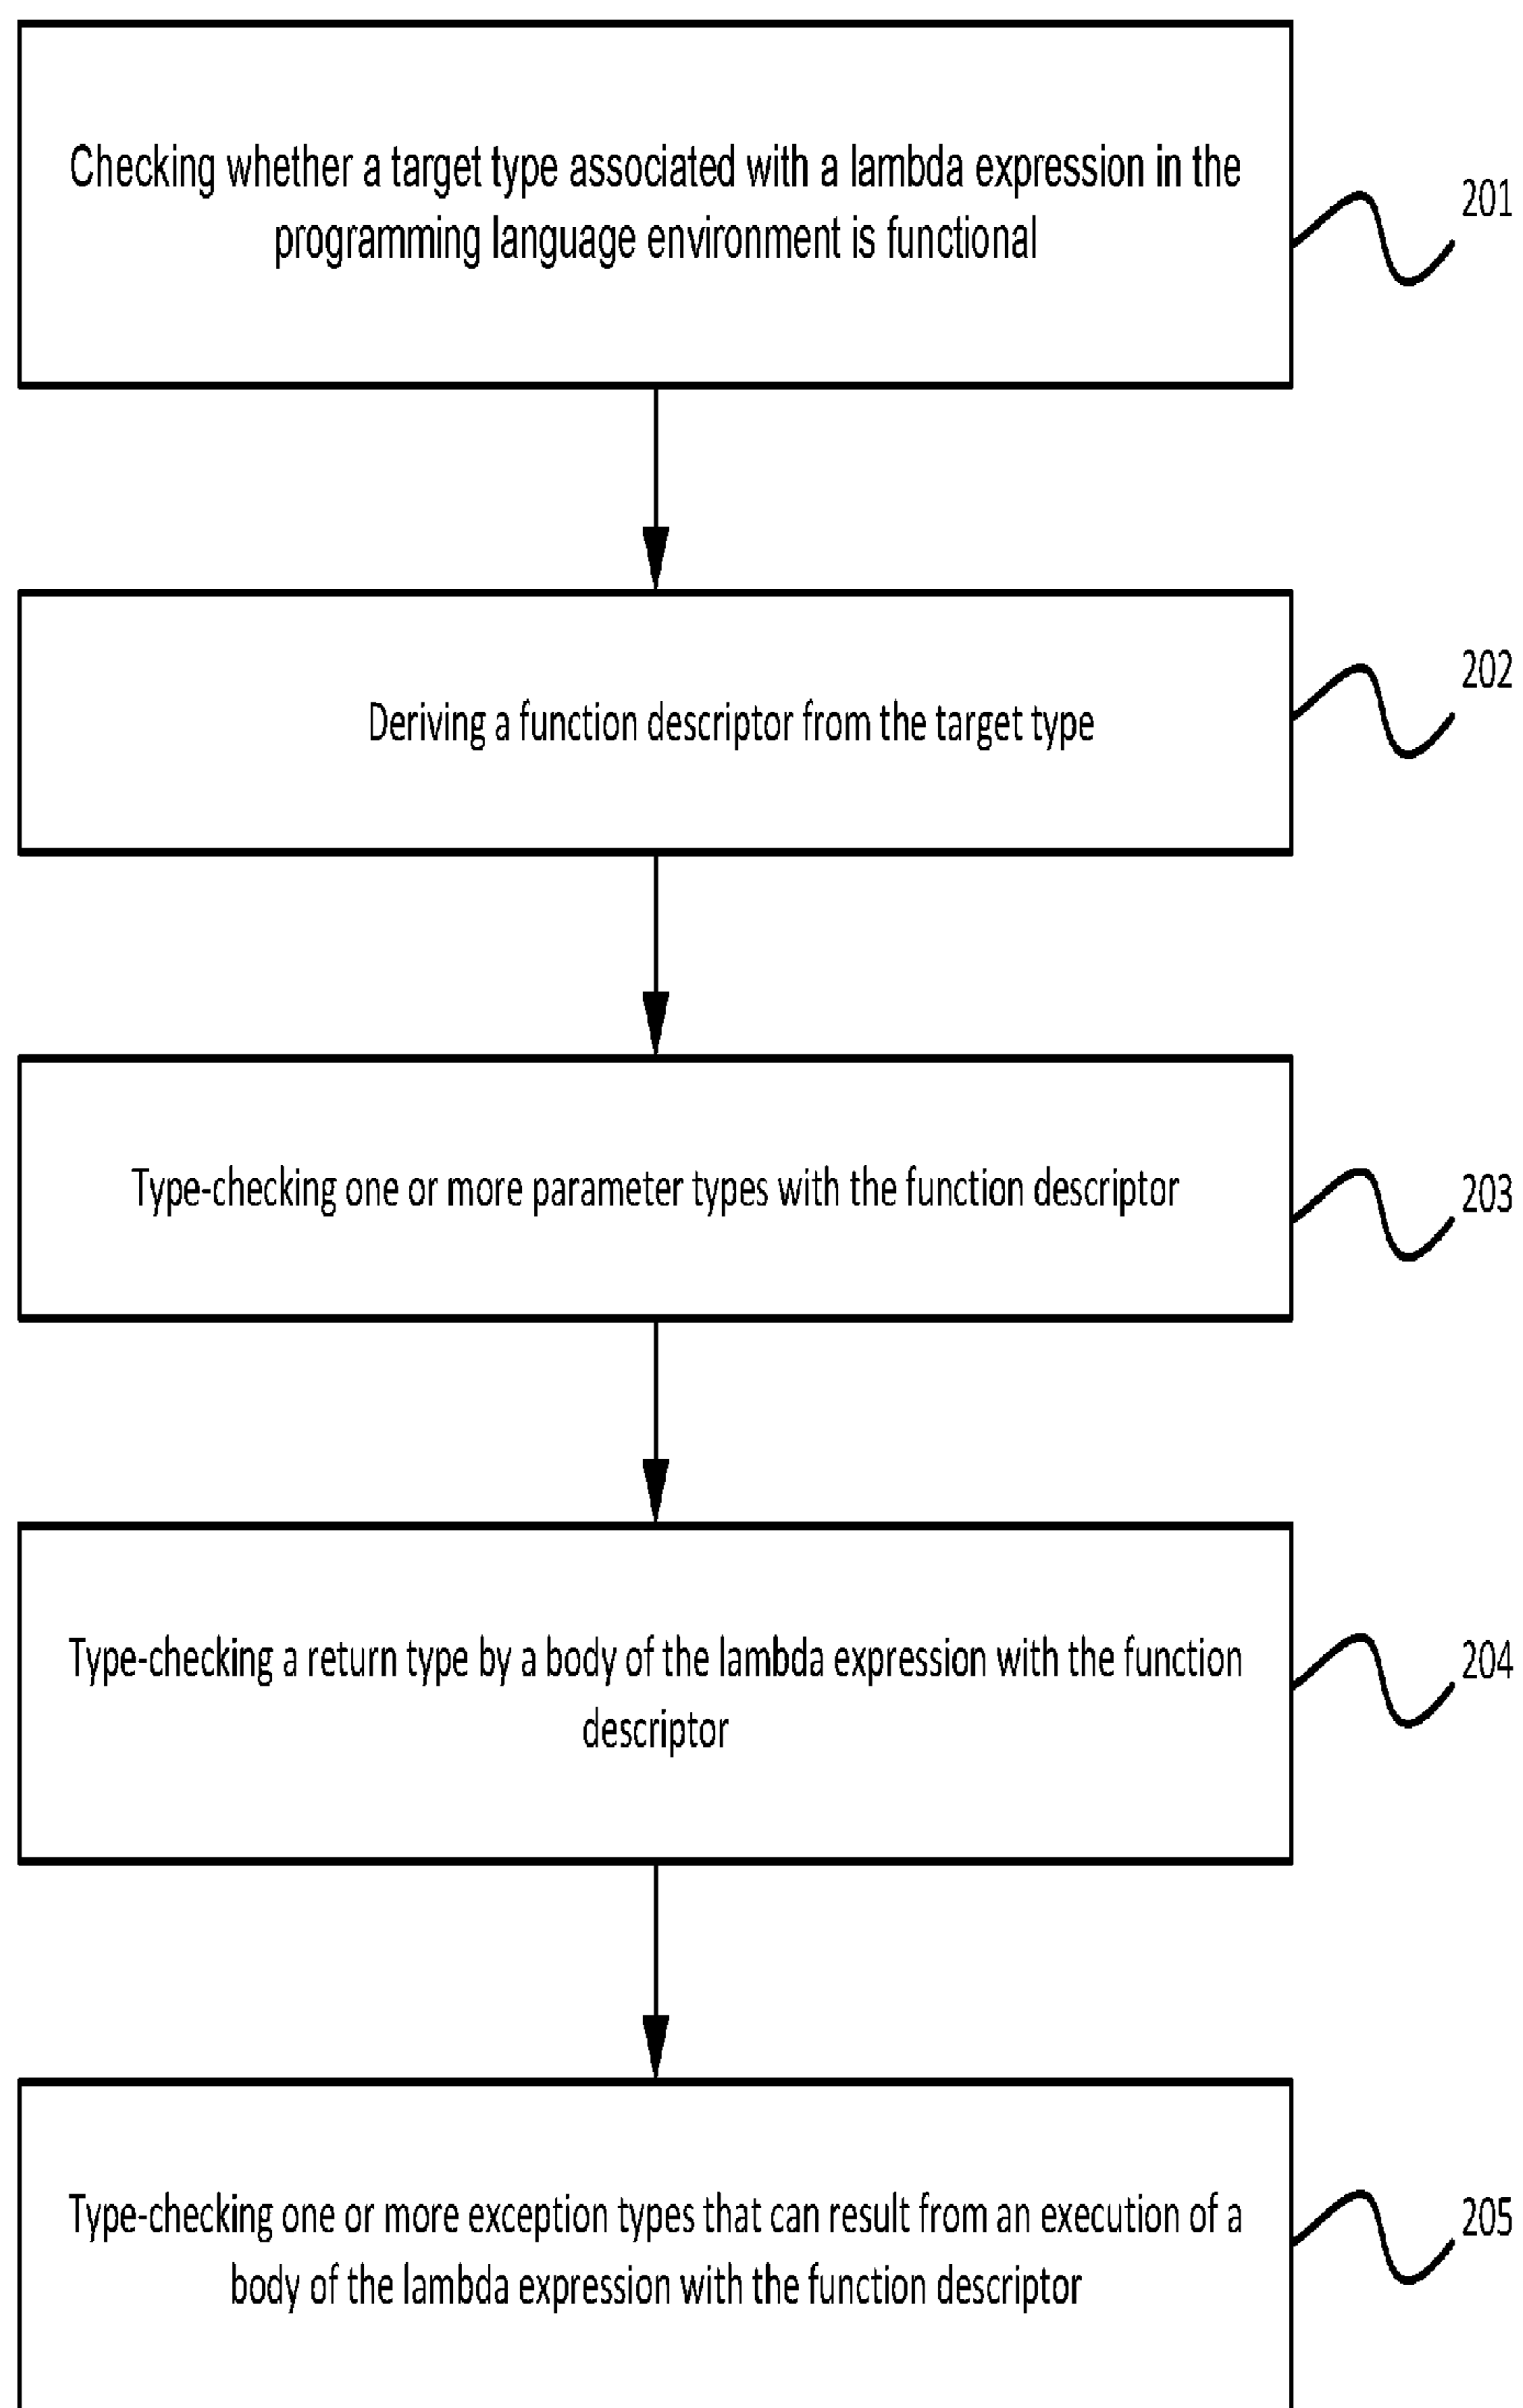 Checking whether a target type associated with a lambda expression in the
programming language environment is functional
201
Deriving a function descriptor from the target type
202
Type-checking one or more parameter types with the function descriptor
203
Type-checking a return type by a body of the lambda expression with the function
descriptor
204
Type-checking one or more exception types that can result from an execution of a
body of the lambda expression with the function descriptor
205